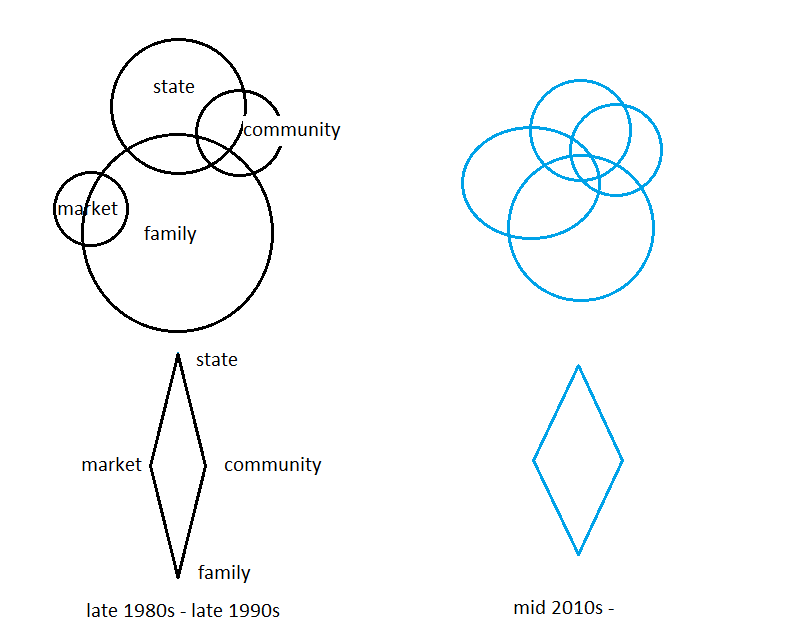 state
community
market
family
state
market
community
family
late 1980s - late 1990s
mid 2010s -